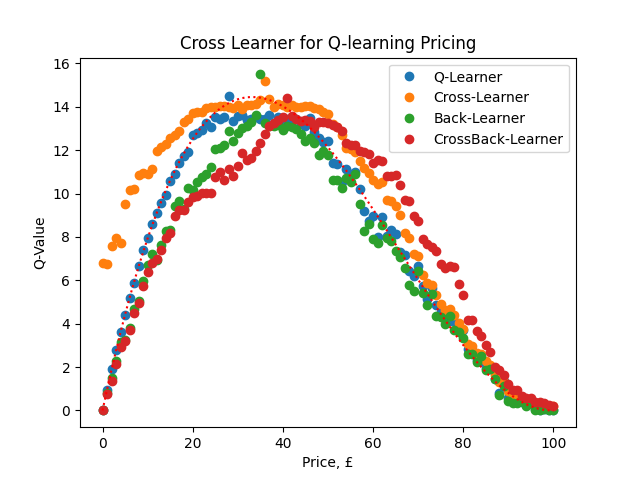 Cross Learner for Q-learning Pricing
Q-Learner
Cross-Learner
Back-Learner
CrossBack-Learner
16
14
12
10
8
6
4
2
0
Q-Value
0 20 40 60 80 100
Price, £